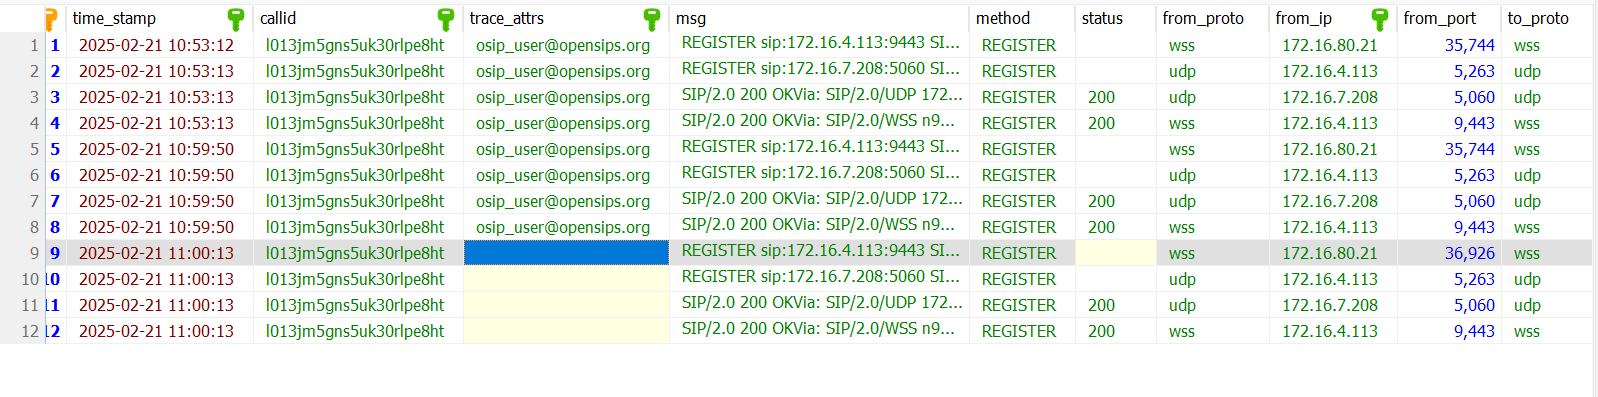 time_stamp callid trace_attrs msg method status from_proto from_ip from_port to_proto
1 1 2025-02-21 10:53:12 l013jm5gns5uk30rlpe8ht osip_user@opensips.org REGISTER sip:172.16.4.113:9443 SI... REGISTER wss 172.16.80.21 35,744 wss
2 2 2025-02-21 10:53:13 l013jm5gns5uk30rlpe8ht osip_user@opensips.org REGISTER sip:172.16.7.208:5060 SI... REGISTER udp 172.16.4.113 5,263 udp
3 3 2025-02-21 10:53:13 l013jm5gns5uk30rlpe8ht osip_user@opensips.org SIP/2.0 200 OKVia: SIP/2.0/UDP 172... REGISTER 200 udp 172.16.7.208 5,060 udp
4 4 2025-02-21 10:53:13 l013jm5gns5uk30rlpe8ht osip_user@opensips.org SIP/2.0 200 OKVia: SIP/2.0/WSS n9... REGISTER 200 wss 172.16.4.113 9,443 wss
5 5 2025-02-21 10:59:50 l013jm5gns5uk30rlpe8ht osip_user@opensips.org REGISTER sip:172.16.4.113:9443 SI... REGISTER wss 172.16.80.21 35,744 wss
6 6 2025-02-21 10:59:50 l013jm5gns5uk30rlpe8ht osip_user@opensips.org REGISTER sip:172.16.7.208:5060 SI... REGISTER udp 172.16.4.113 5,263 udp
7 7 2025-02-21 10:59:50 l013jm5gns5uk30rlpe8ht osip_user@opensips.org SIP/2.0 200 OKVia: SIP/2.0/UDP 172... REGISTER 200 udp 172.16.7.208 5,060 udp
8 8 2025-02-21 10:59:50 l013jm5gns5uk30rlpe8ht osip_user@opensips.org SIP/2.0 200 OKVia: SIP/2.0/WSS n9... REGISTER 200 wss 172.16.4.113 9,443 wss
9 9 2025-02-21 11:00:13 l013jm5gns5uk30rlpe8ht REGISTER sip:172.16.4.113:9443 SI... REGISTER wss 172.16.80.21 36,926 wss
10 10 2025-02-21 11:00:13 l013jm5gns5uk30rlpe8ht REGISTER sip:172.16.7.208:5060 SI... REGISTER udp 172.16.4.113 5,263 udp
11 11 2025-02-21 11:00:13 l013jm5gns5uk30rlpe8ht SIP/2.0 200 OKVia: SIP/2.0/UDP 172... REGISTER 200 udp 172.16.7.208 5,060 udp
12 12 2025-02-21 11:00:13 l013jm5gns5uk30rlpe8ht SIP/2.0 200 OKVia: SIP/2.0/WSS n9... REGISTER 200 wss 172.16.4.113 9,443 wss